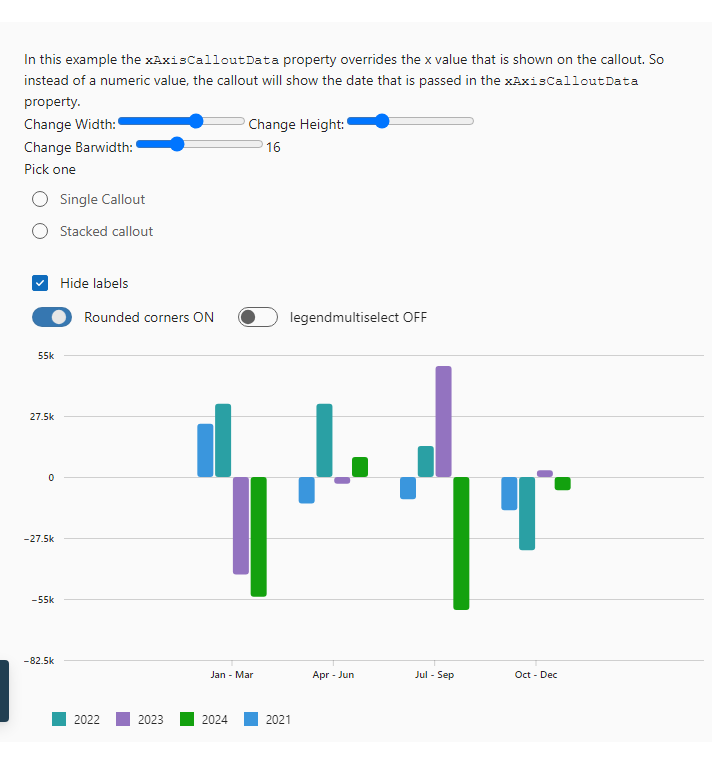 In this example the xAxisCalloutData property overrides the x value that is shown on the callout. So
instead of a numeric value, the callout will show the date that is passed in the xAxisCalloutData
property.
Change Width: Change Height:
Change Barwidth: 16
Pick one
Single Callout
Stacked callout
Hide labels
Rounded corners ON legendmultiselect OFF
55k
27.5k
0
−27.5k
−55k
−82.5k
Jan - Mar Apr - Jun Jul - Sep Oct - Dec
2022 2023 2024 2021